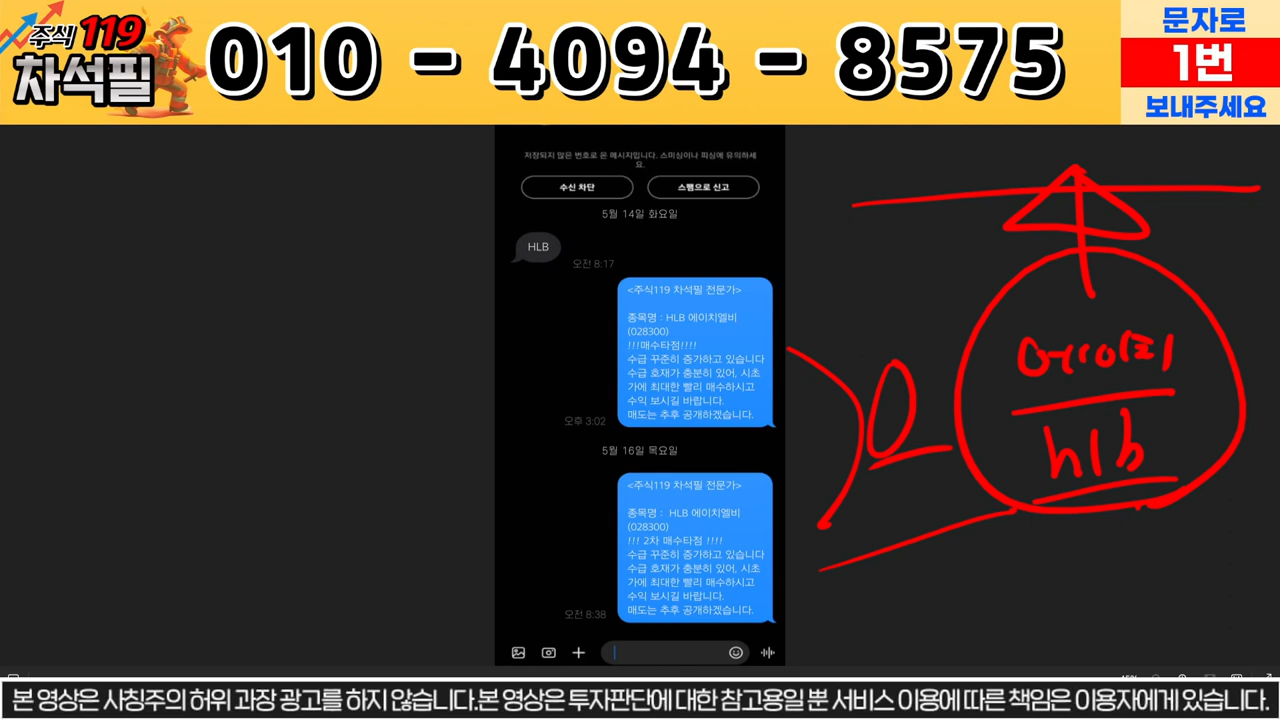 주식 119
차석필
010 - 4094 - 8575
문자로
1번
보내주세요
저장되지 않은 번호로 온 메시지입니다. 스미싱이나 피싱에 유의하세
요.
수신 차단
스팸으로 신고
5월 14일 화요일
HLB
오전 8:17
<주식119 차석필 전문가>
종목명 : HLB 에이치엘비
(028300)
!!!매수타점!!!!
수급 꾸준히 증가하고 있습니다
수급 호재가 충분히 있어, 시초
가에 최대한 빨리 매수하시고
수익 보시길 바랍니다.
매도는 추후 공개하겠습니다.
오후 3:02
5월 16일 목요일
<주식119 차석필 전문가>
종목명 : HLB 에이치엘비
(028300)
!!! 2차 매수타점 !!!!
수급 꾸준히 증가하고 있습니다
수급 호재가 충분히 있어, 시초
가에 최대한 빨리 매수하시고
수익 보시길 바랍니다.
매도는 추후 공개하겠습니다.
오전 8:38
hlb
본 영상은 사칭주의 허위 과장 광고를 하지 않습니다.본 영상은 투자판단에 대한 참고용일 뿐 서비스 이용에 따른 책임은 이용자에게 있습니다.